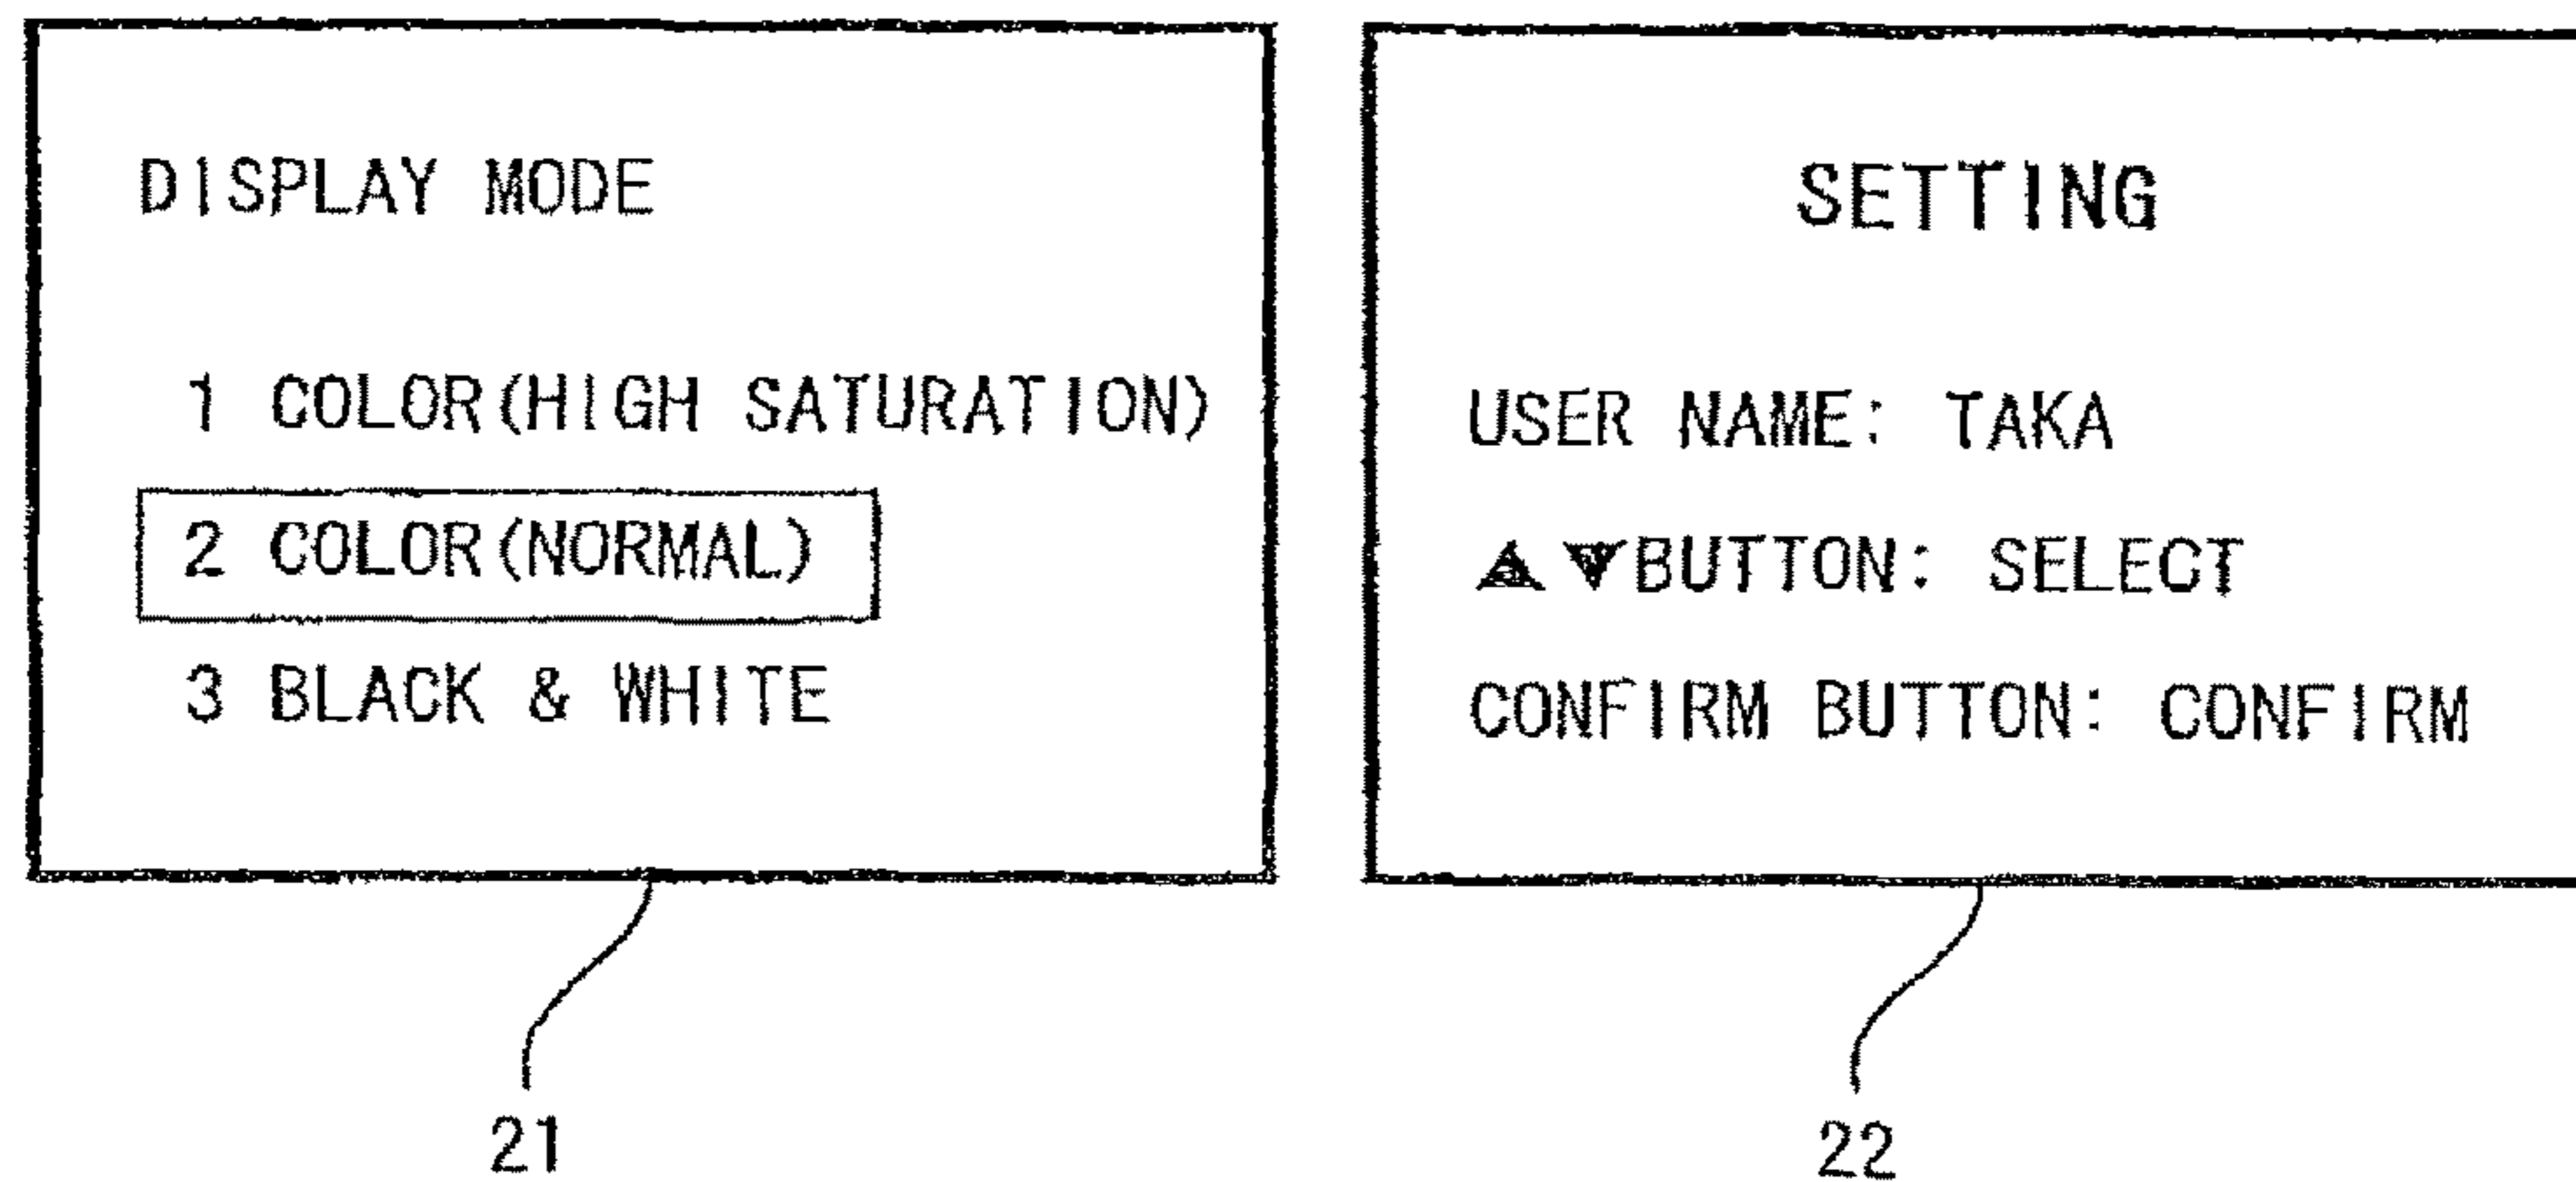 DISPLAY MODE
1 COLOR(HIGH SATURATION)
2 COLOR(NORMAL)
3 BLACK & WHITE
21
SETTING
USER NAME: TAKA
▲▼BUTTON: SELECT
CONFIRM BUTTON: CONFIRM
22